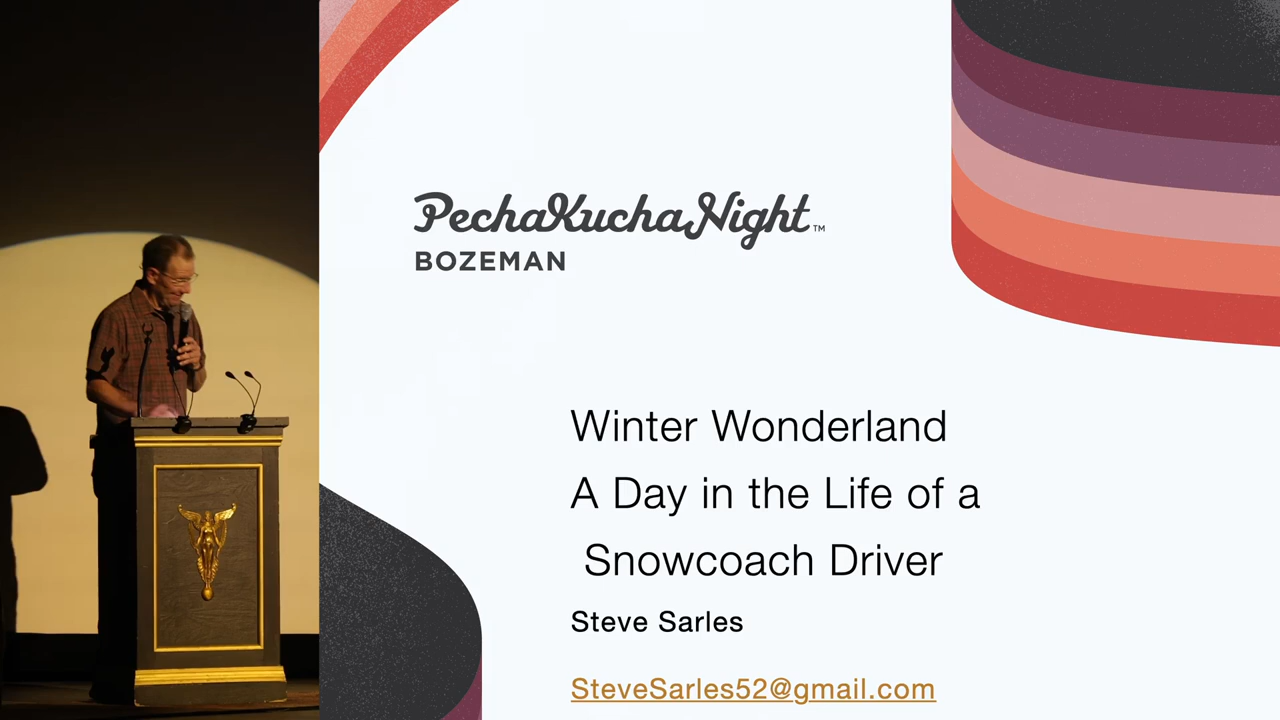 PechaKucha Night™
BOZEMAN
Winter Wonderland
A Day in the Life of a
Snowcoach Driver
Steve Sarles
SteveSarles52@gmail.com